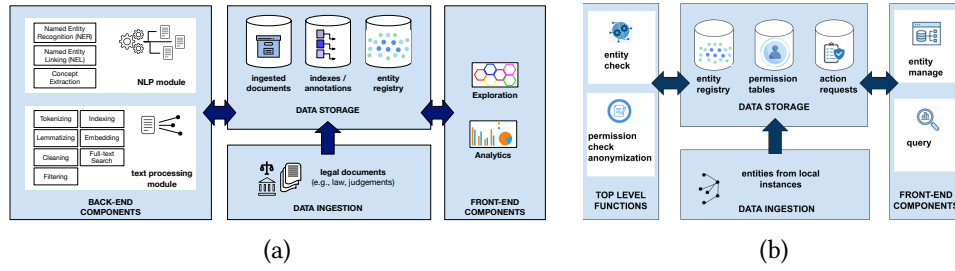 Named Entity
Recognition (NER)
Named Entity
Linking (NEL)
Concept
Extraction
NLP module
Tokenizing
Indexing
Lemmatizing
Embedding
Cleaning
Full-text
Search
Filtering
text processing
module
BACK-END
COMPONENTS
ingested
documents
indexes /
annotations
entity
registry
DATA STORAGE
legal documents
(e.g., law, judgements)
DATA INGESTION
Exploration
Analytics
FRONT-END
COMPONENTS
(a)
entity
check
permission
check
anonymization
TOP LEVEL
FUNCTIONS
entity
registry
permission
tables
action
requests
DATA STORAGE
entities from local
instances
DATA INGESTION
entity
manage
query
FRONT-END
COMPONENTS
(b)